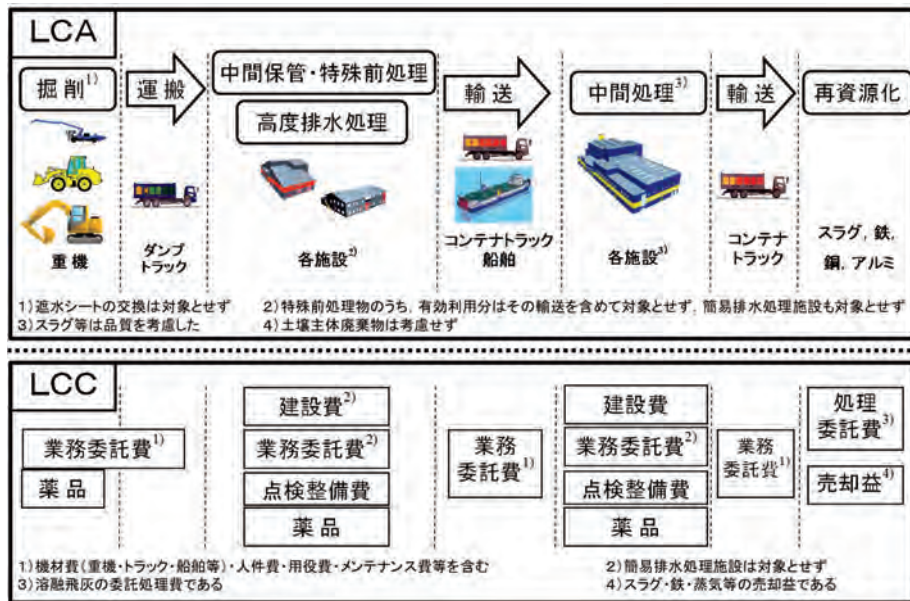 LCA
掘削1)
運搬
中間保管・特殊前処理
高度排水処理
輸送
中間処理3)
輸送
再資源化
重機
ダンプ
トラック
各施設2)
コンテナトラック
船舶
各施設3)
コンテナ
トラック
スラグ, 鉄,
銅, アルミ
1)遮水シートの交換は対象とせず
2)特殊前処理物のうち, 有効利用分はその輸送を含めて対象とせず, 簡易排水処理施設も対象とせず
3)スラグ等は品質を考慮した
4)土壌主体廃棄物は考慮せず
LCC
業務委託費1)
薬品
建設費2)
業務委託費2)
点検整備費
薬品
業務
委託費1)
建設費
業務委託費2)
点検整備費
薬品
業務
委託費1)
処理
委託費3)
売却益4)
1)機材費(重機・トラック・船舶等)・人件費・用役費・メンテナンス費等を含む
2)簡易排水処理施設は対象とせず
3)溶融飛灰の委託処理費である
4)スラグ・鉄・蒸気等の売却益である